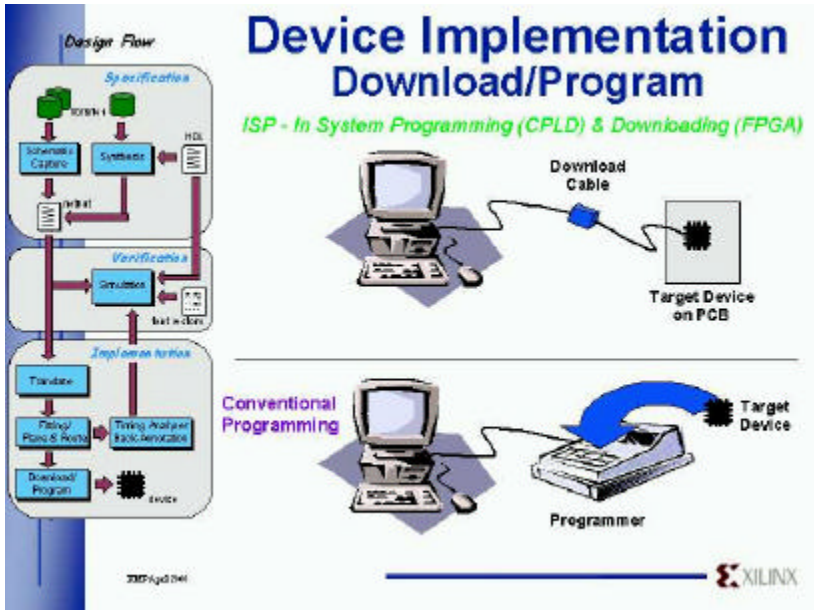 Device Implementation
Download/Program
ISP - In System Programming (CPLD) & Downloading (FPGA)
Design Flow
Specification
HDL
Schematic
Capture
Synthesis
netlist
Verification
Simulation
Implementation
Translate
Fitting/
Place & Route
Timing Analyzer
Back Annotation
Download/
Program
device
Download
Cable
Target Device
on PCB
Conventional
Programming
Target
Device
Programmer
XILINX